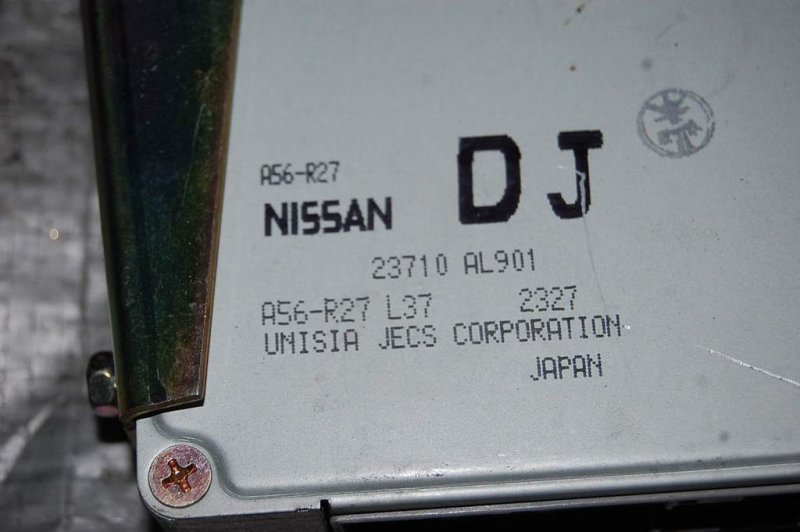 A56-R27
NISSAN DJ
23710 AL901
A56-R27 L37 2327
UNISIA JECS CORPORATION
JAPAN